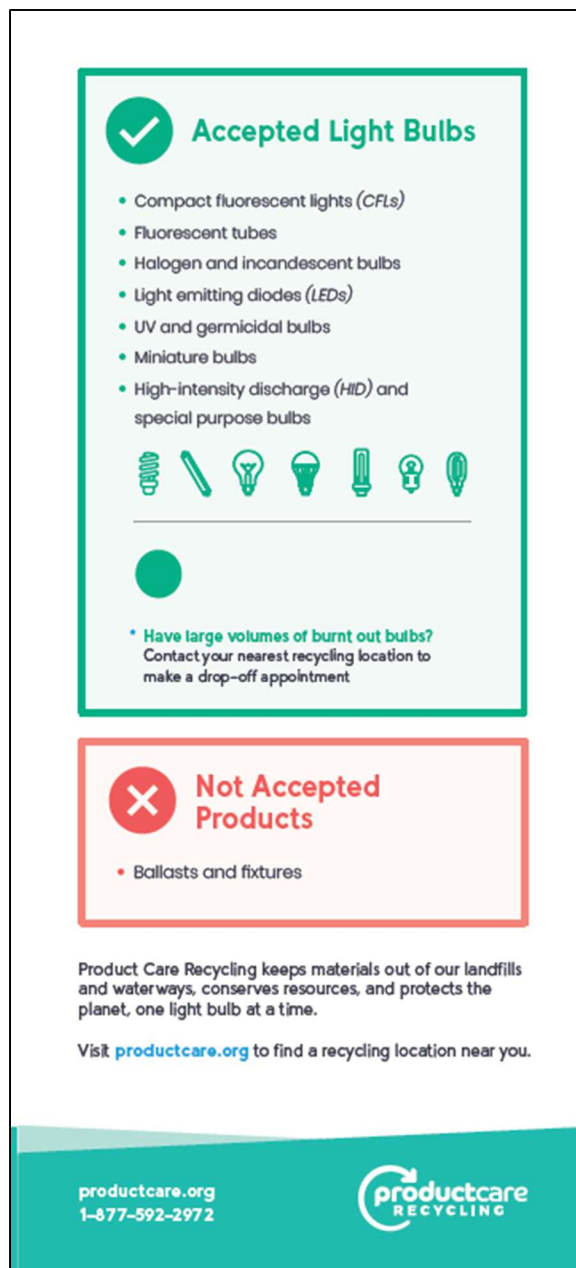 Accepted Light Bulbs
• Compact fluorescent lights (CFLs)
• Fluorescent tubes
• Halogen and incandescent bulbs
• Light emitting diodes (LEDs)
• UV and germicidal bulbs
• Miniature bulbs
• High-intensity discharge (HID) and
special purpose bulbs
* Have large volumes of burnt out bulbs?
Contact your nearest recycling location to
make a drop-off appointment
Not Accepted
Products
• Ballasts and fixtures
Product Care Recycling keeps materials out of our landfills
and waterways, conserves resources, and protects the
planet, one light bulb at a time.
Visit productcare.org to find a recycling location near you.
productcare.org
1-877-592-2972
productcare
RECYCLING